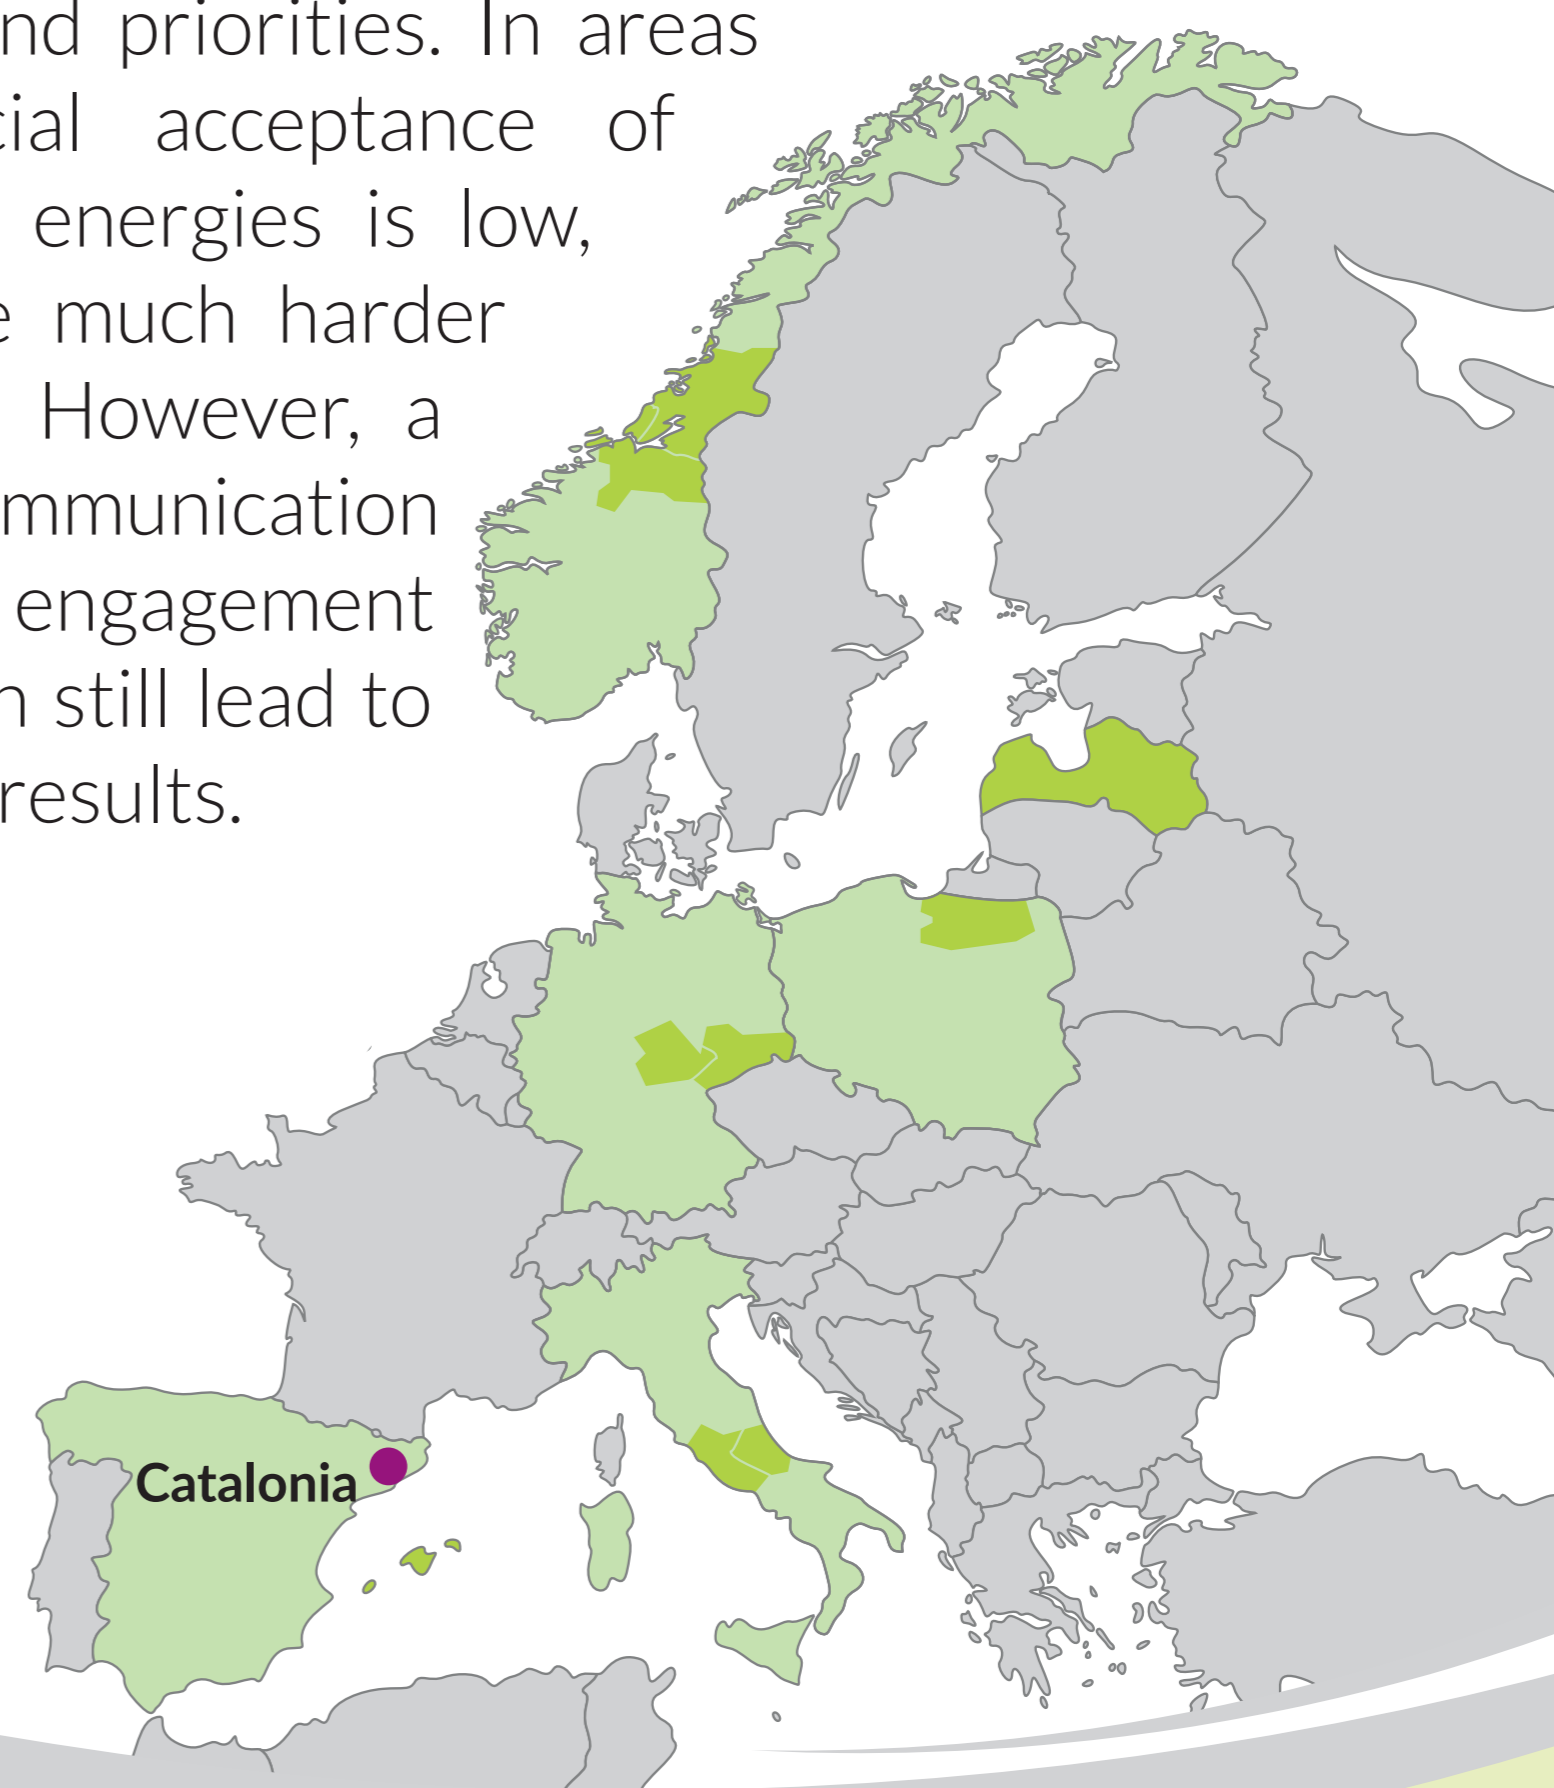 nd priorities. In areas
cial acceptance of
energies is low,
e much harder
However, a
mmunication
engagement
n still lead to
results.
Catalonia